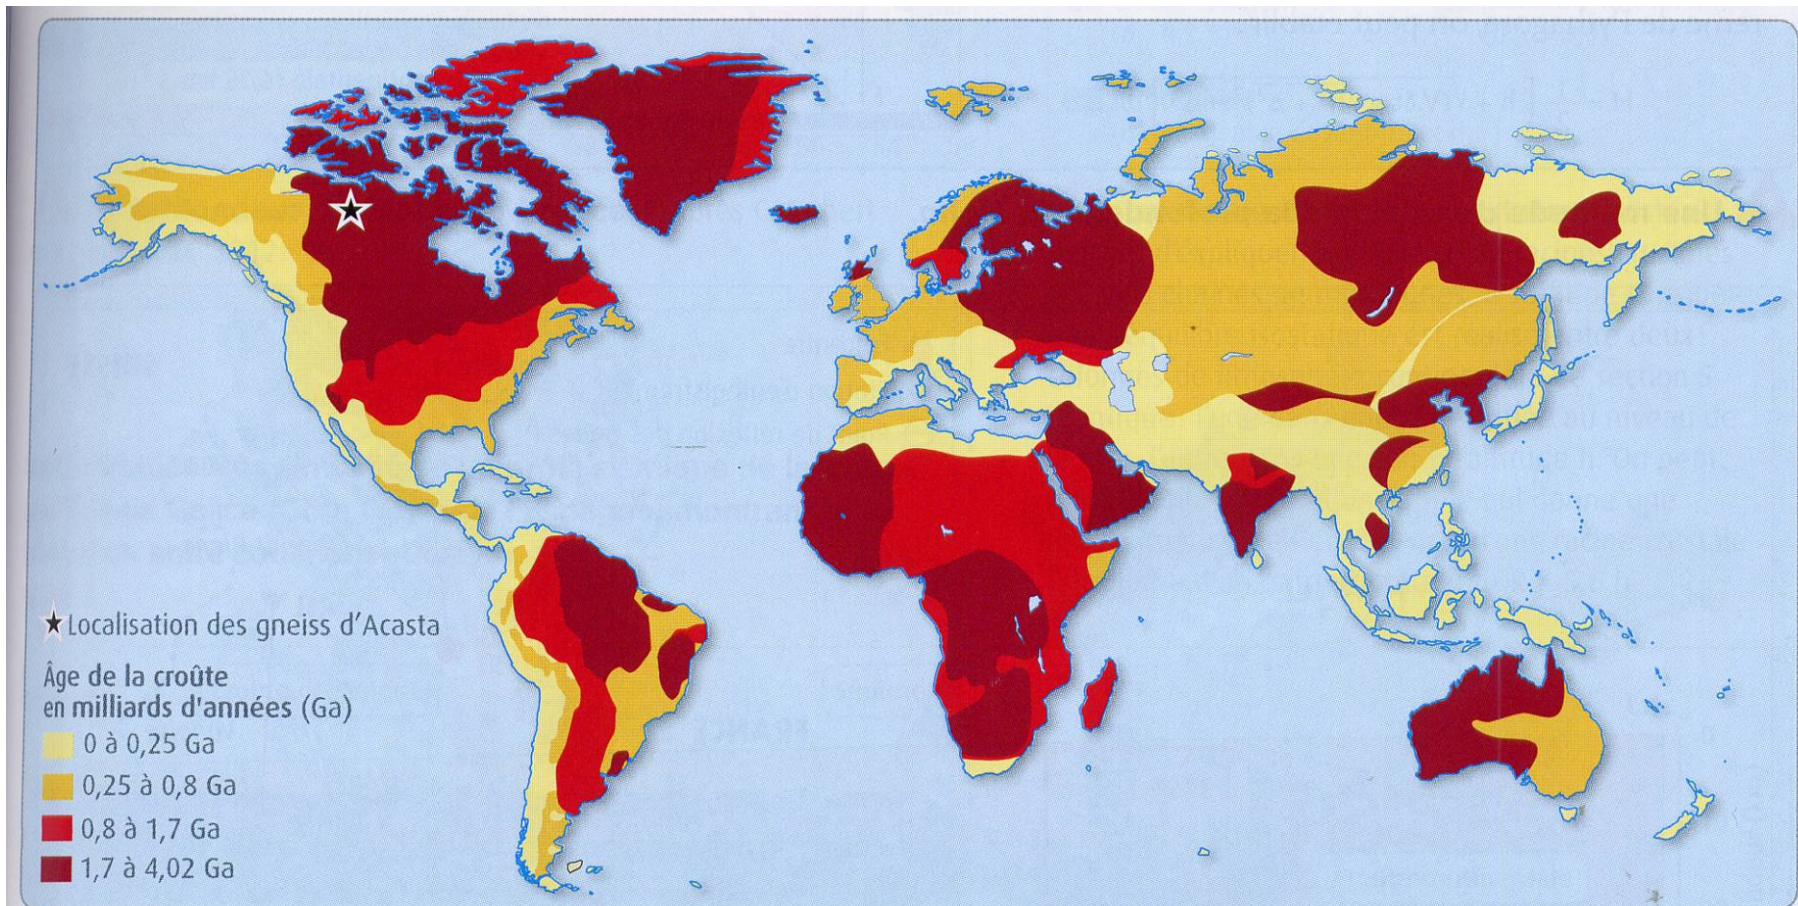 Localisation des gneiss d'Acasta
Âge de la croûte
en milliards d'années (Ga)
0 à 0,25 Ga
0,25 à 0,8 Ga
0,8 à 1,7 Ga
1,7 à 4,02 Ga